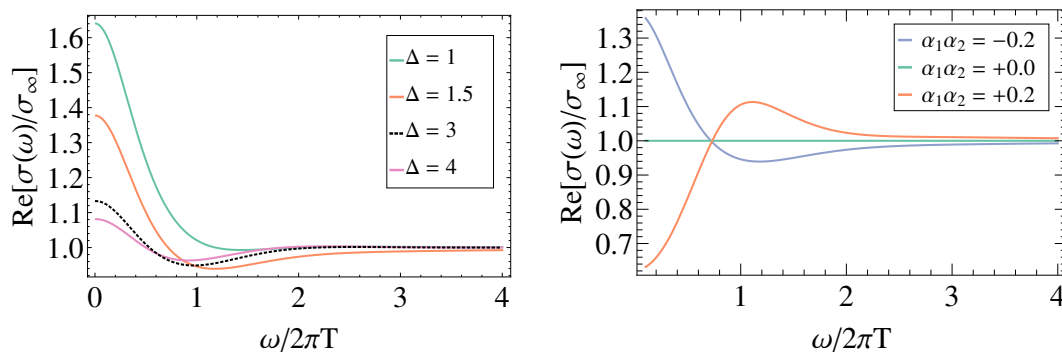 Re[σ(ω)/σ∞]
1.6
1.5
1.4
1.3
1.2
1.1
1.0
Δ = 1
Δ = 1.5
Δ = 3
Δ = 4
0 1 2 3 4
ω/2πT
Re[σ(ω)/σ∞]
1.3
1.2
1.1
1.0
0.9
0.8
0.7
α₁α₂ = −0.2
α₁α₂ = +0.0
α₁α₂ = +0.2
1 2 3 4
ω/2πT